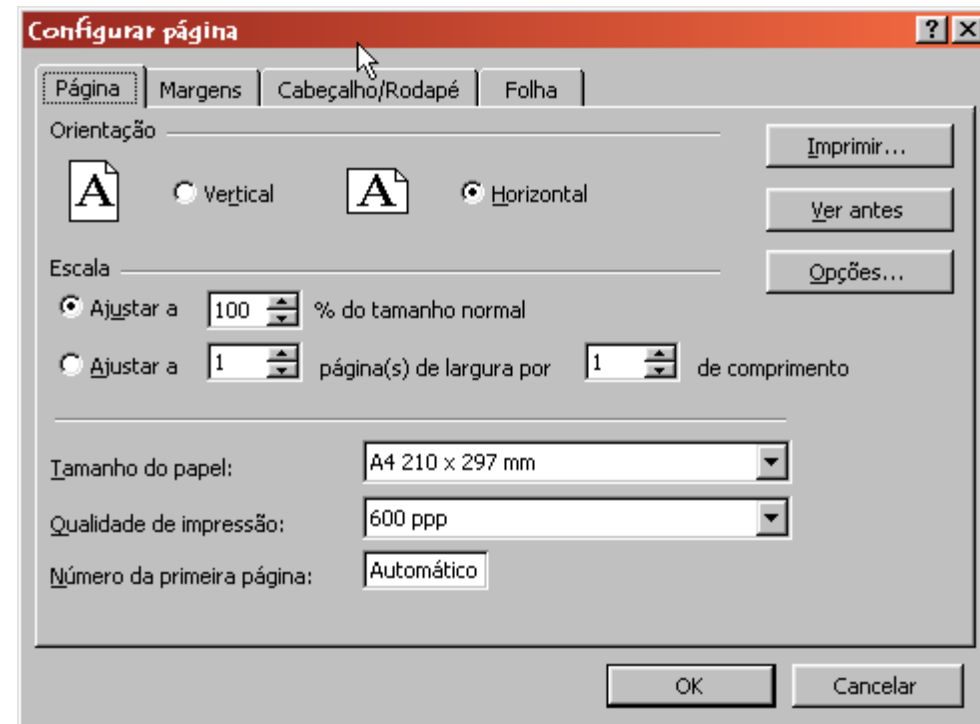 Configurar página
Página Margens Cabeçalho/Rodapé Folha
Orientação
Imprimir...
A Vertical A Horizontal
Ver antes
Escala
Opções...
Ajustar a 100 % do tamanho normal
Ajustar a 1 página(s) de largura por 1 de comprimento
Tamanho do papel: A4 210 x 297 mm
Qualidade de impressão: 600 ppp
Número da primeira página: Automático
OK Cancelar